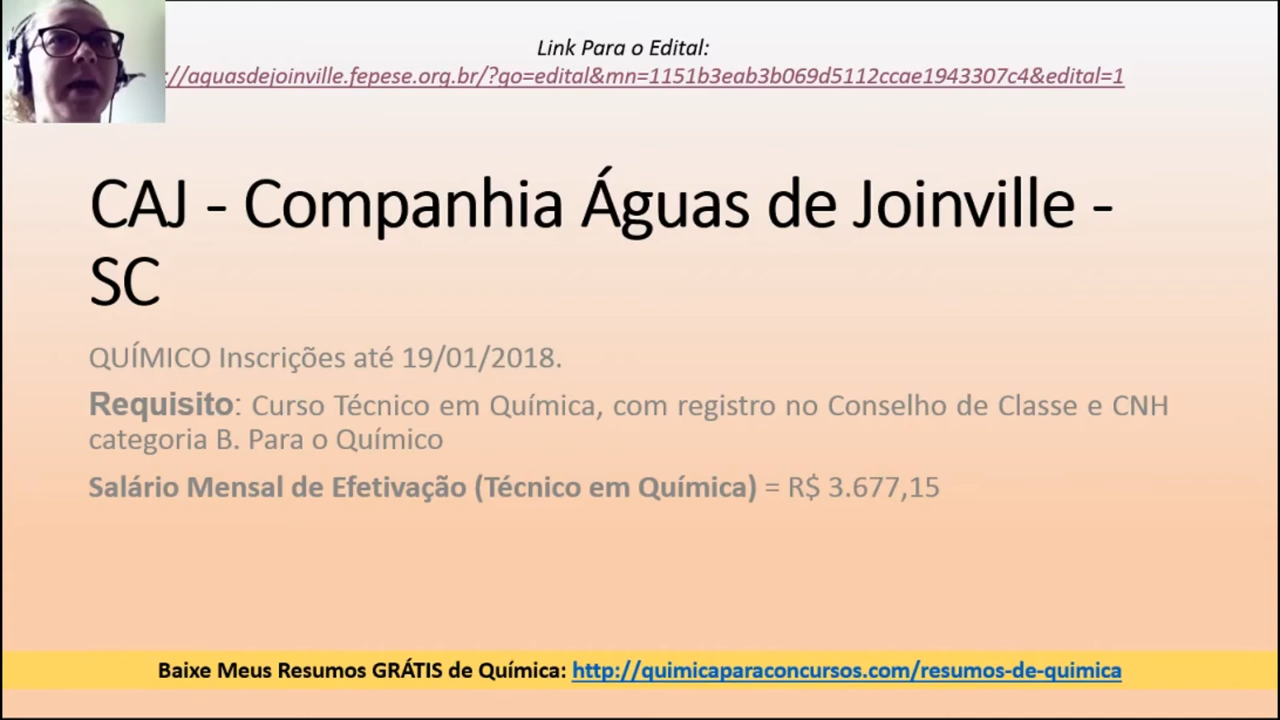 Link Para o Edital:
://aguasdejoinville.fepese.org.br/?go=edital&mn=1151b3eab3b069d5112ccae1943307c4&edital=1
CAJ - Companhia Águas de Joinville -
SC
QUÍMICO Inscrições até 19/01/2018.
Requisito: Curso Técnico em Química, com registro no Conselho de Classe e CNH
categoria B. Para o Químico
Salário Mensal de Efetivação (Técnico em Química) = R$ 3.677,15
Baixe Meus Resumos GRÁTIS de Química: http://quimicaparaconcursos.com/resumos-de-quimica